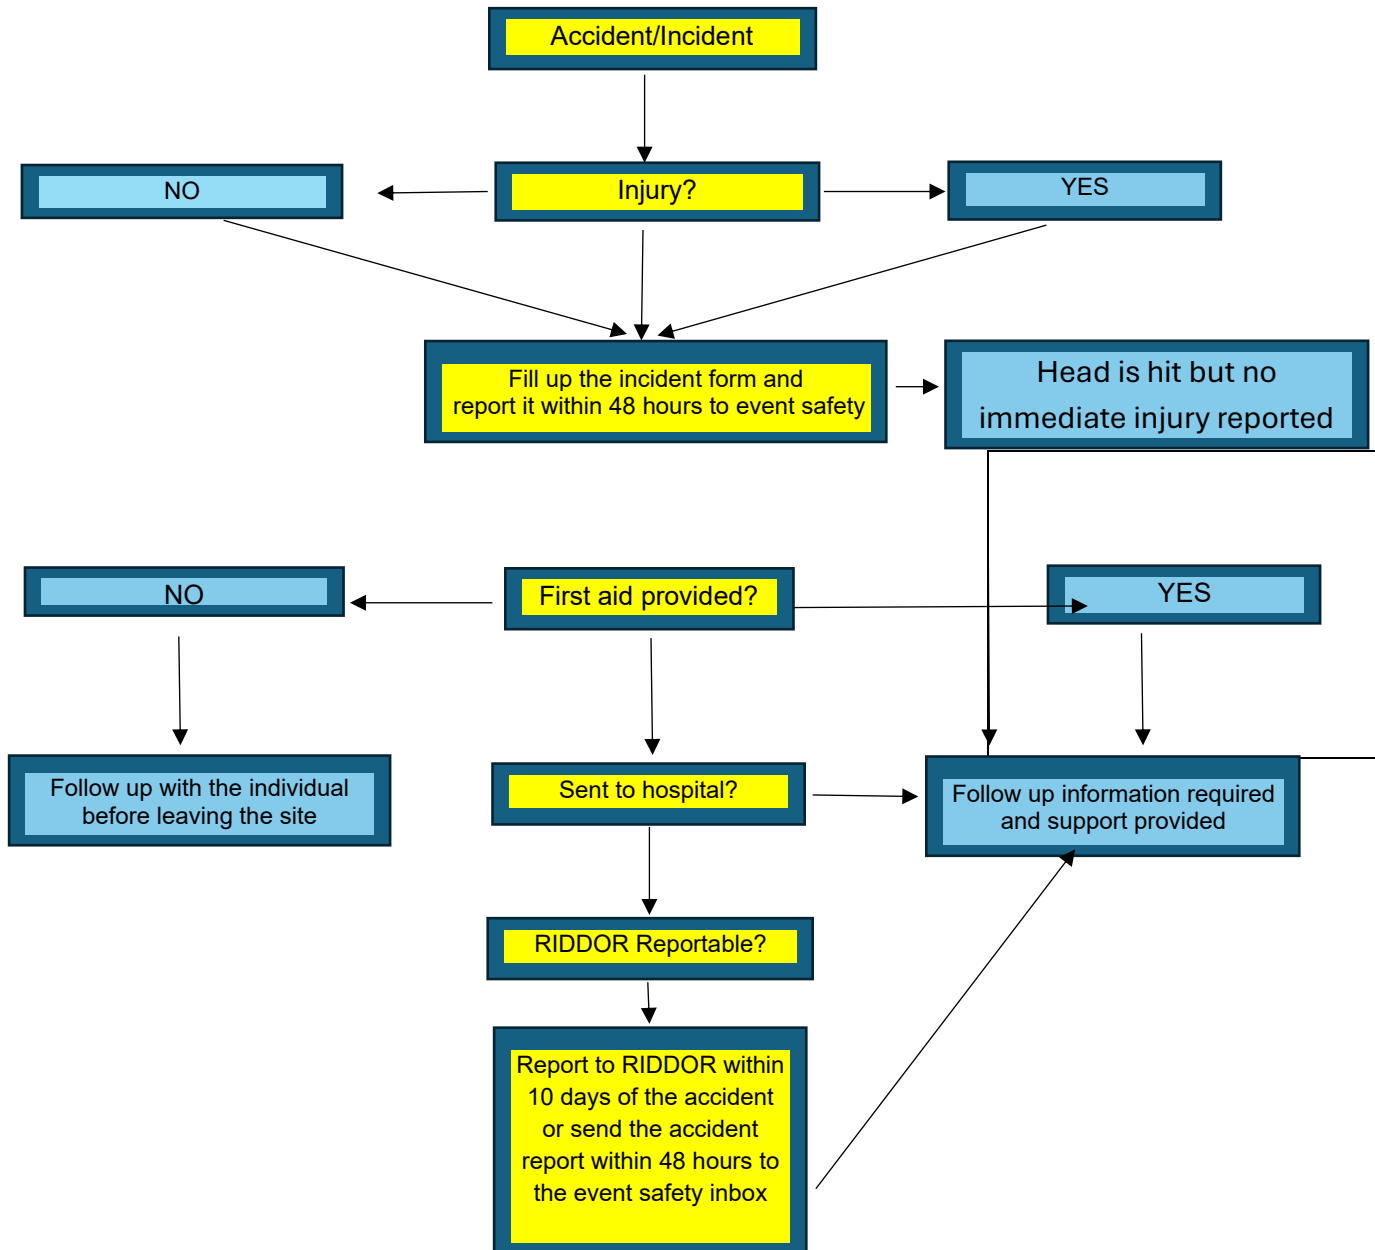 Accident/Incident
NO
Injury?
YES
Fill up the incident form and
report it within 48 hours to event safety
Head is hit but no
immediate injury reported
NO
First aid provided?
YES
Follow up with the individual
before leaving the site
Sent to hospital?
Follow up information required
and support provided
RIDDOR Reportable?
Report to RIDDOR within
10 days of the accident
or send the accident
report within 48 hours to
the event safety inbox